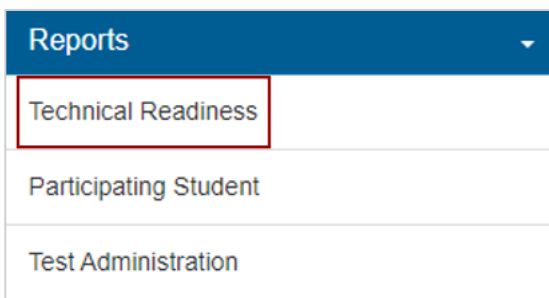 Reports
Technical Readiness
Participating Student
Test Administration